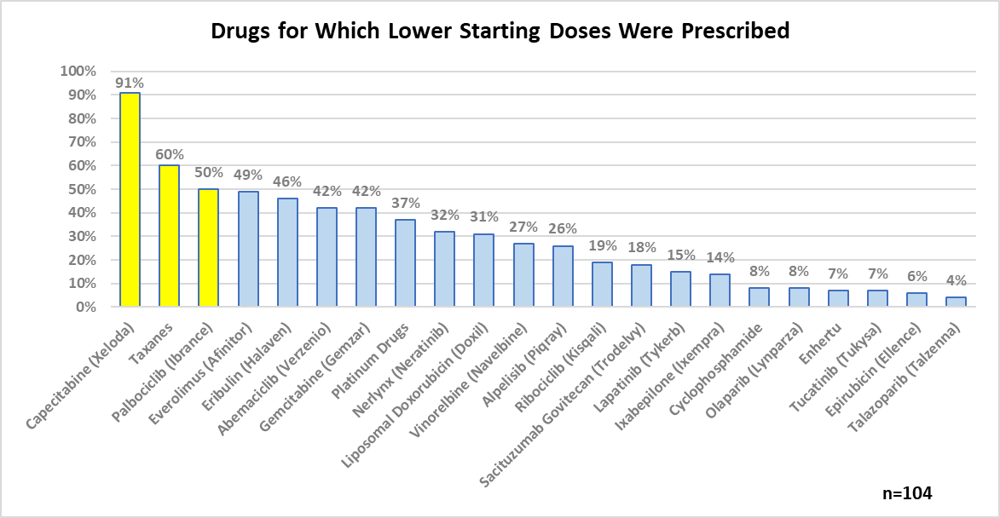 Drugs for Which Lower Starting Doses Were Prescribed
100%
90%
80%
70%
60%
50%
40%
30%
20%
10%
0%
91%
60%
50%
49%
46%
42%
42%
37%
32%
31%
27%
26%
19%
18%
15%
14%
8%
8%
7%
7%
6%
4%
Capecitabine (Xeloda)
Taxanes
Palbociclib (Ibrance)
Everolimus (Afinitor)
Eribulin (Halaven)
Abemaciclib (Verzenio)
Gemcitabine (Gemzar)
Platinum Drugs
Nerlynx (Neratinib)
Liposomal Doxorubicin (Doxil)
Vinorelbine (Navelbine)
Alpelisib (Piqray)
Ribociclib (Kisqali)
Sacituzumab Govitecan (Trodelvy)
Lapatinib (Tykerb)
Ixabepilone (Ixempra)
Cyclophosphamide
Olaparib (Lynparza)
Enhertu
Tucatinib (Tukysa)
Epirubicin (Ellence)
Talazoparib (Talzenna)
n=104